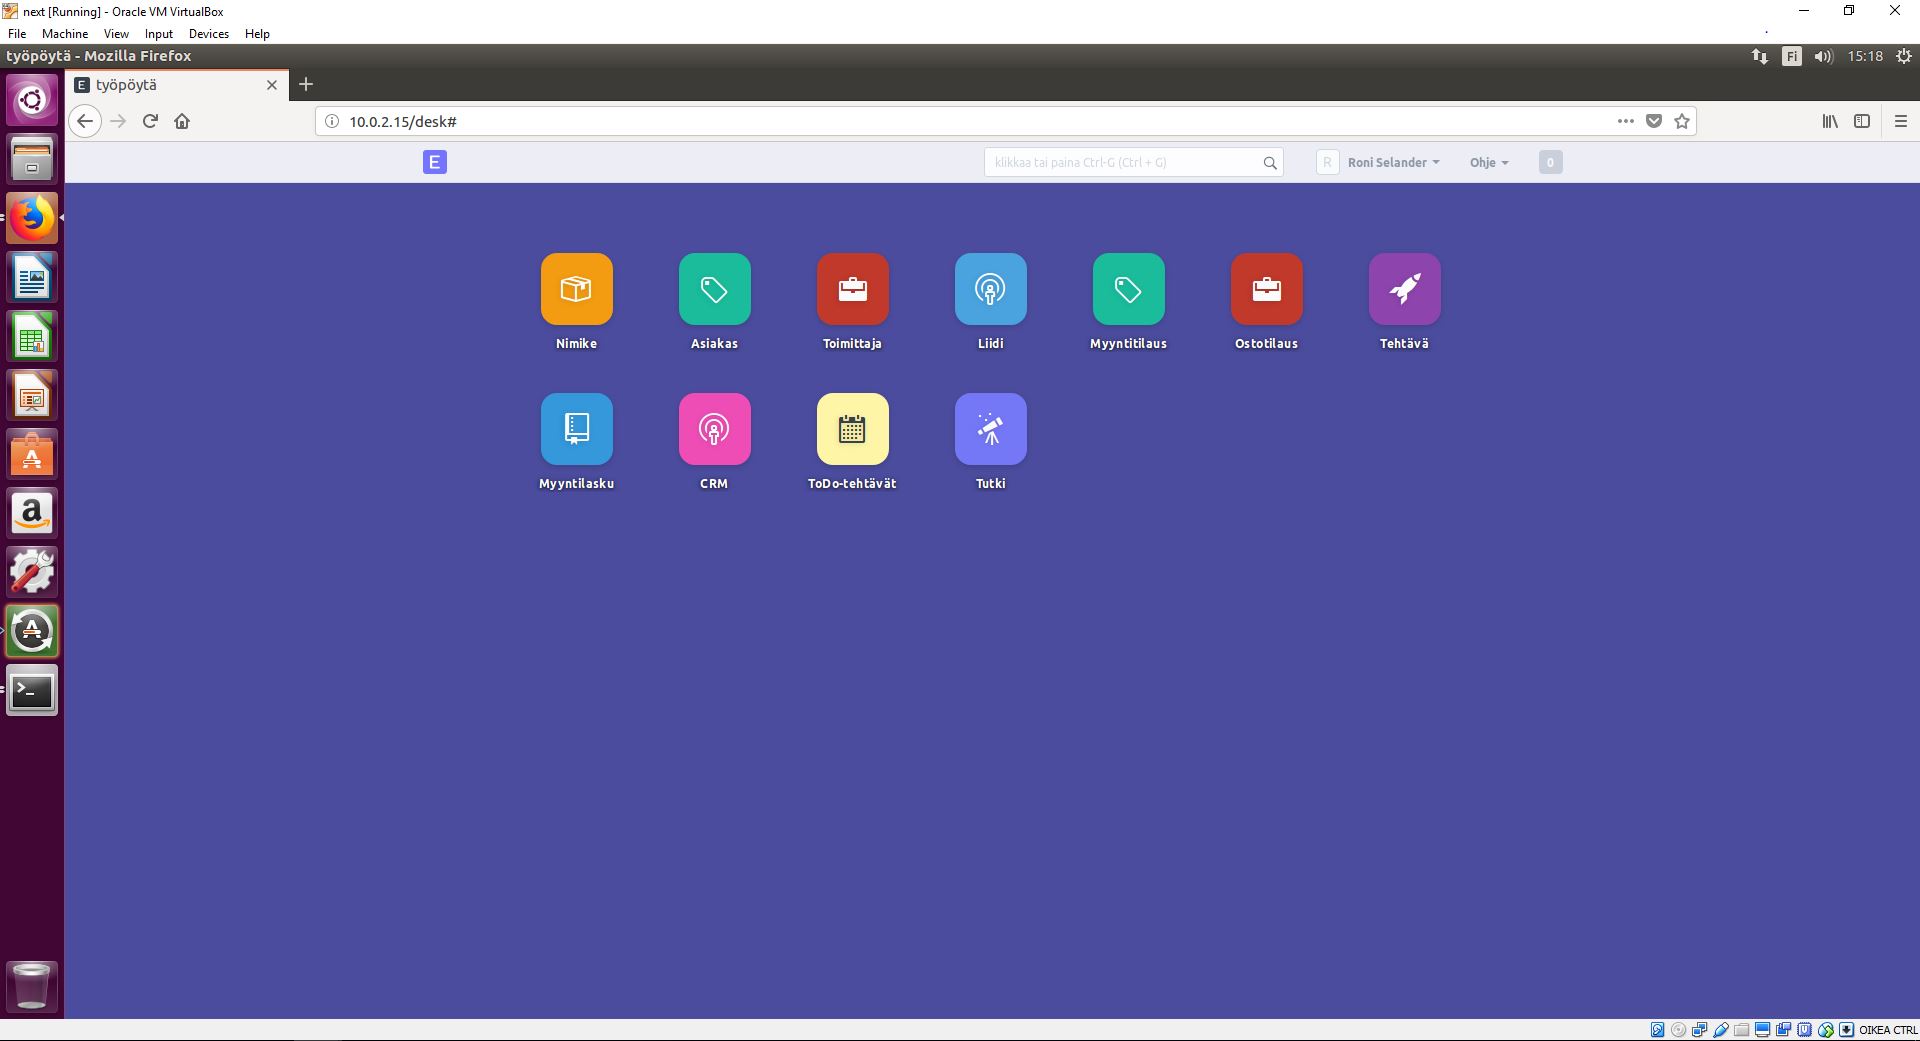 next [Running] - Oracle VM VirtualBox
File Machine View Input Devices Help
työpöytä - Mozilla Firefox
Fi 15:18
E työpöytä
10.0.2.15/desk#
E klikkaa tai paina Ctrl-G (Ctrl + G) R Roni Selander Ohje 0
Nimike Asiakas Toimittaja Liidi Myyntitilaus Ostotilaus Tehtävä
Myyntilasku CRM ToDo-tehtävät Tutki
OIKEA CTRL